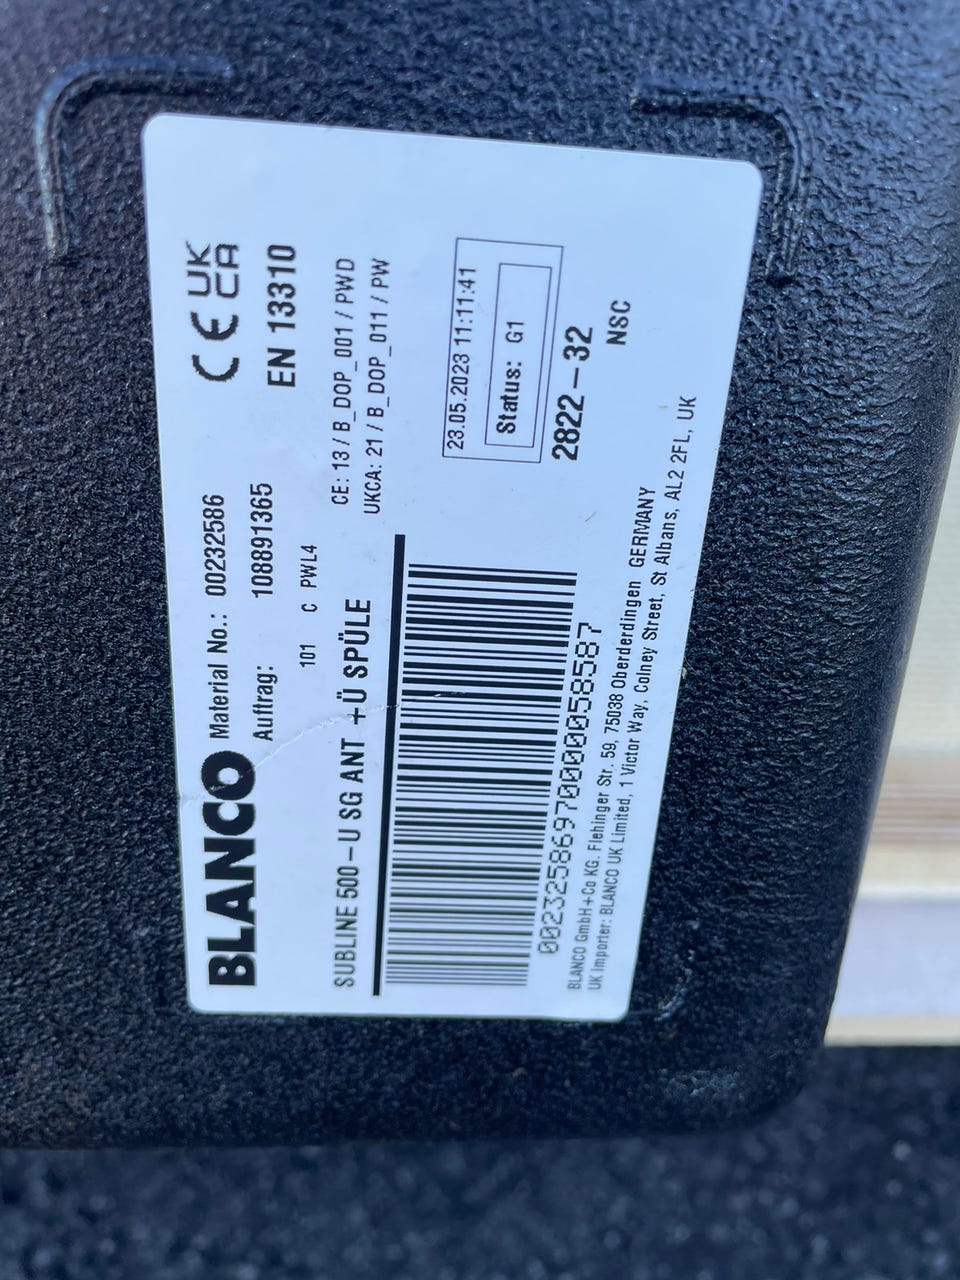 BLANCO
Material No.: 00232586
Auftrag: 108891365
CE UK CA
EN 13310
101 C PWL4
SUBLINE 500-U SG ANT +Ü SPÜLE
CE: 13 / B_DOP_001 / PWD
UKCA: 21 / B_DOP_011 / PW
23.05.2023 11:11:41
Status: G1
2822-32
NSC
002325869700000058587
BLANCO GmbH+Co KG. Flehinger Str. 59, 75038 Oberderdingen GERMANY
UK Importer: BLANCO UK Limited, 1 Victor Way, Colney Street, St Albans, AL2 2FL, UK